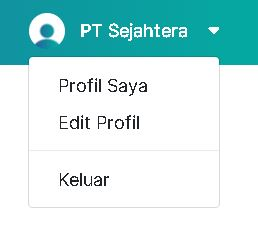 PT Sejahtera
Profil Saya
Edit Profil
Keluar